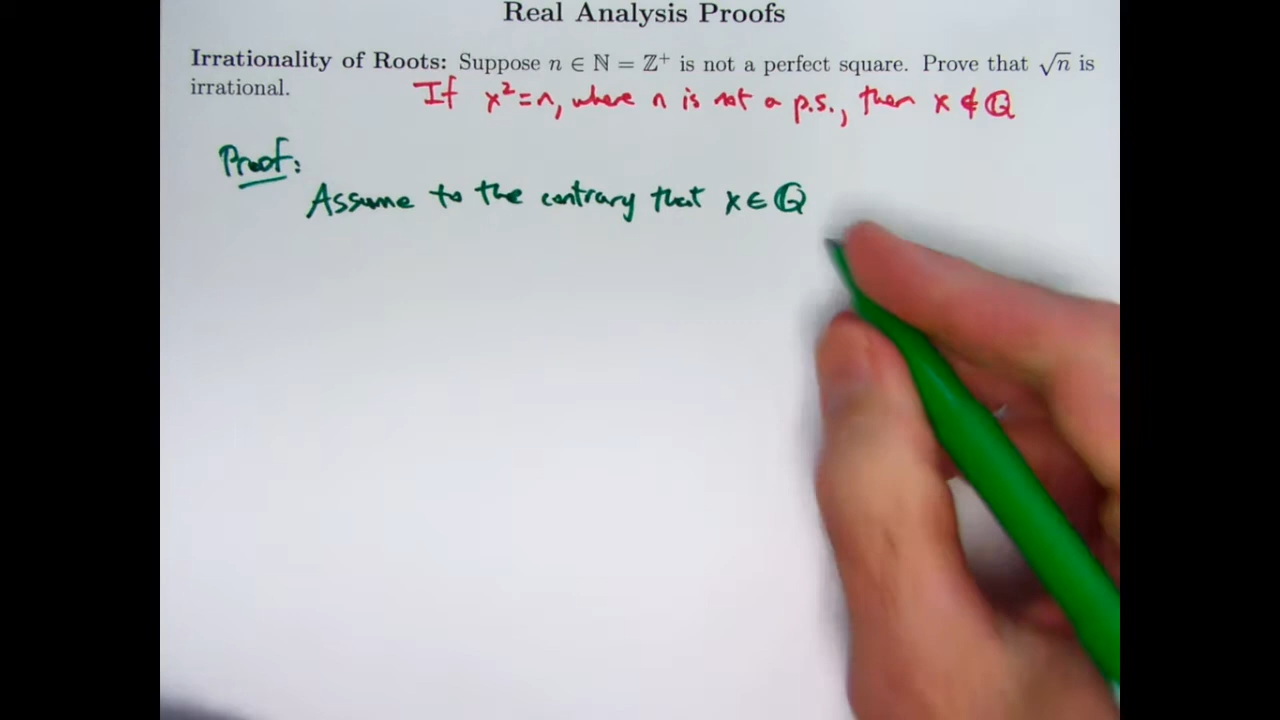 Real Analysis Proofs
Irrationality of Roots: Suppose n ∈ ℕ = ℤ⁺ is not a perfect square. Prove that √n is
irrational.
If x² = n, where n is not a p.s., then x ∉ ℚ
Proof:
Assume to the contrary that x ∈ ℚ